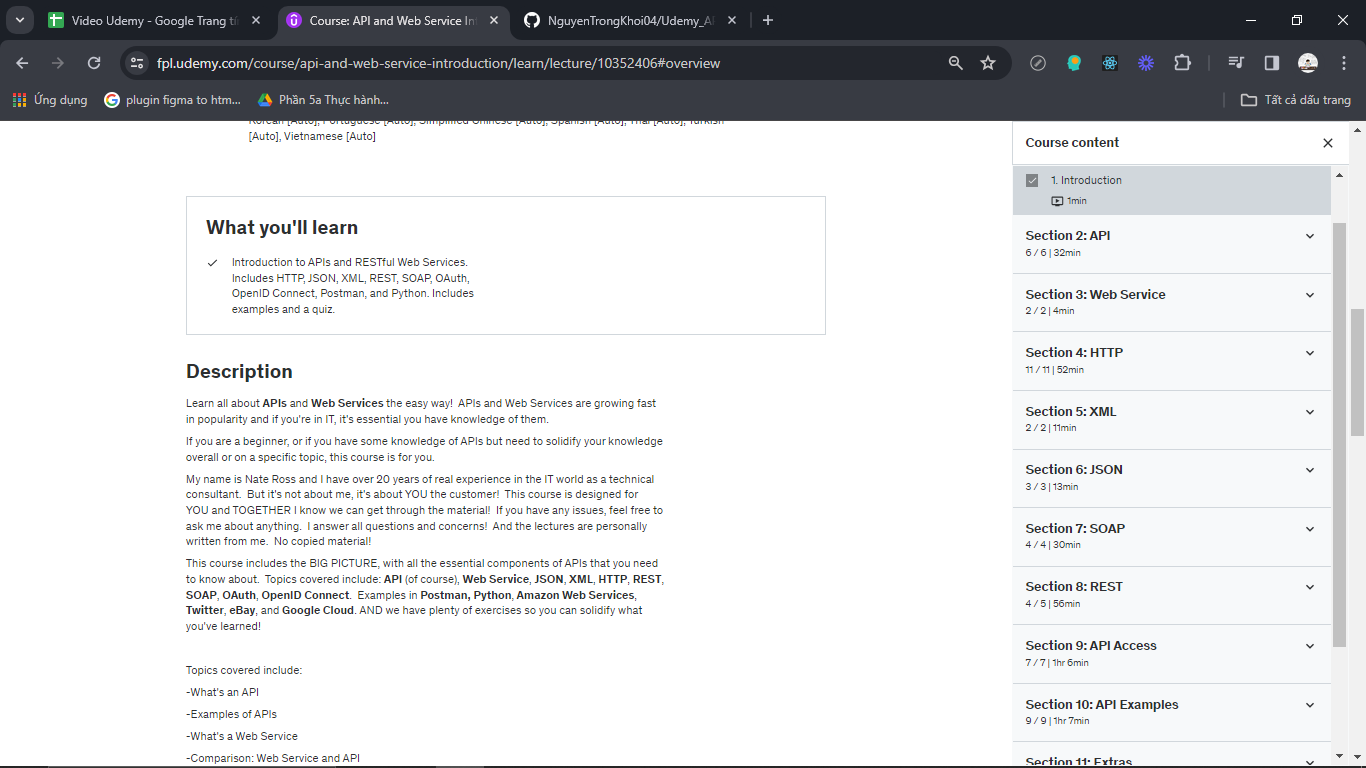 Video Udemy - Google Trang tí
Course: API and Web Service Int
NguyenTrongKhoi04/Udemy_A
fpl.udemy.com/course/api-and-web-service-introduction/learn/lecture/10352406#overview
Ứng dụng
plugin figma to htm...
Phần 5a Thực hành...
Tất cả dấu trang
Korean [Auto], Portuguese [Auto], Simplified Chinese [Auto], Spanish [Auto], Thai [Auto], Turkish
[Auto], Vietnamese [Auto]
What you'll learn
Introduction to APIs and RESTful Web Services.
Includes HTTP, JSON, XML, REST, SOAP, OAuth,
OpenID Connect, Postman, and Python. Includes
examples and a quiz.
Description
Learn all about APIs and Web Services the easy way!  APIs and Web Services are growing fast
in popularity and if you're in IT, it's essential you have knowledge of them.
If you are a beginner, or if you have some knowledge of APIs but need to solidify your knowledge
overall or on a specific topic, this course is for you.
My name is Nate Ross and I have over 20 years of real experience in the IT world as a technical
consultant.  But it's not about me, it's about YOU the customer!  This course is designed for
YOU and TOGETHER I know we can get through the material!  If you have any issues, feel free to
ask me about anything.  I answer all questions and concerns!  And the lectures are personally
written from me.  No copied material!
This course includes the BIG PICTURE, with all the essential components of APIs that you need
to know about.  Topics covered include: API (of course), Web Service, JSON, XML, HTTP, REST,
SOAP, OAuth, OpenID Connect.  Examples in Postman, Python, Amazon Web Services,
Twitter, eBay, and Google Cloud. AND we have plenty of exercises so you can solidify what
you've learned!
Topics covered include:
-What's an API
-Examples of APIs
-What's a Web Service
-Comparison: Web Service and API
Course content
1. Introduction
1min
Section 2: API
6 / 6 | 32min
Section 3: Web Service
2 / 2 | 4min
Section 4: HTTP
11 / 11 | 52min
Section 5: XML
2 / 2 | 11min
Section 6: JSON
3 / 3 | 13min
Section 7: SOAP
4 / 4 | 30min
Section 8: REST
4 / 5 | 56min
Section 9: API Access
7 / 7 | 1hr 6min
Section 10: API Examples
9 / 9 | 1hr 7min
Section 11: Extras